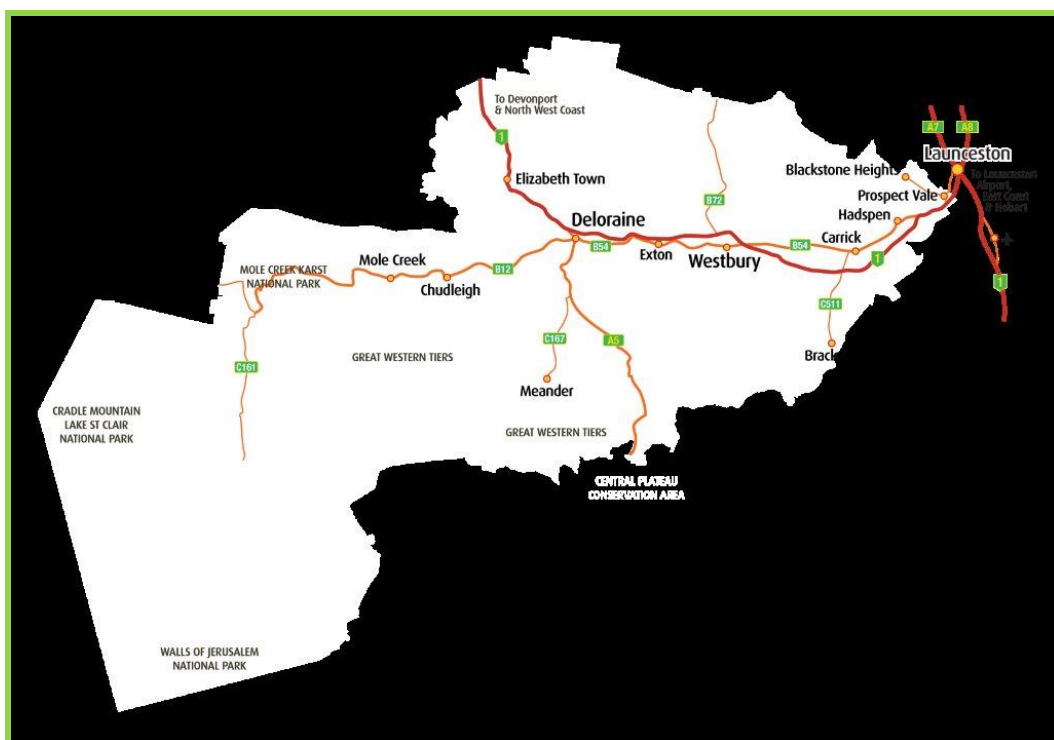 To Devonport
& North West Coast
1
A7
A8
Launceston
Blackstone Heights
To Launceston
Airport,
East Coast
& Hobart
Elizabeth Town
Prospect Vale
B72
Hadspen
Deloraine
B54
Exton
Westbury
B54
Carrick
1
Mole Creek
MOLE CREEK KARST
NATIONAL PARK
B12
Chudleigh
1
C511
C167
A5
Brack
GREAT WESTERN TIERS
C161
Meander
CRADLE MOUNTAIN
LAKE ST CLAIR
NATIONAL PARK
GREAT WESTERN TIERS
CENTRAL PLATEAU
CONSERVATION AREA
WALLS OF JERUSALEM
NATIONAL PARK